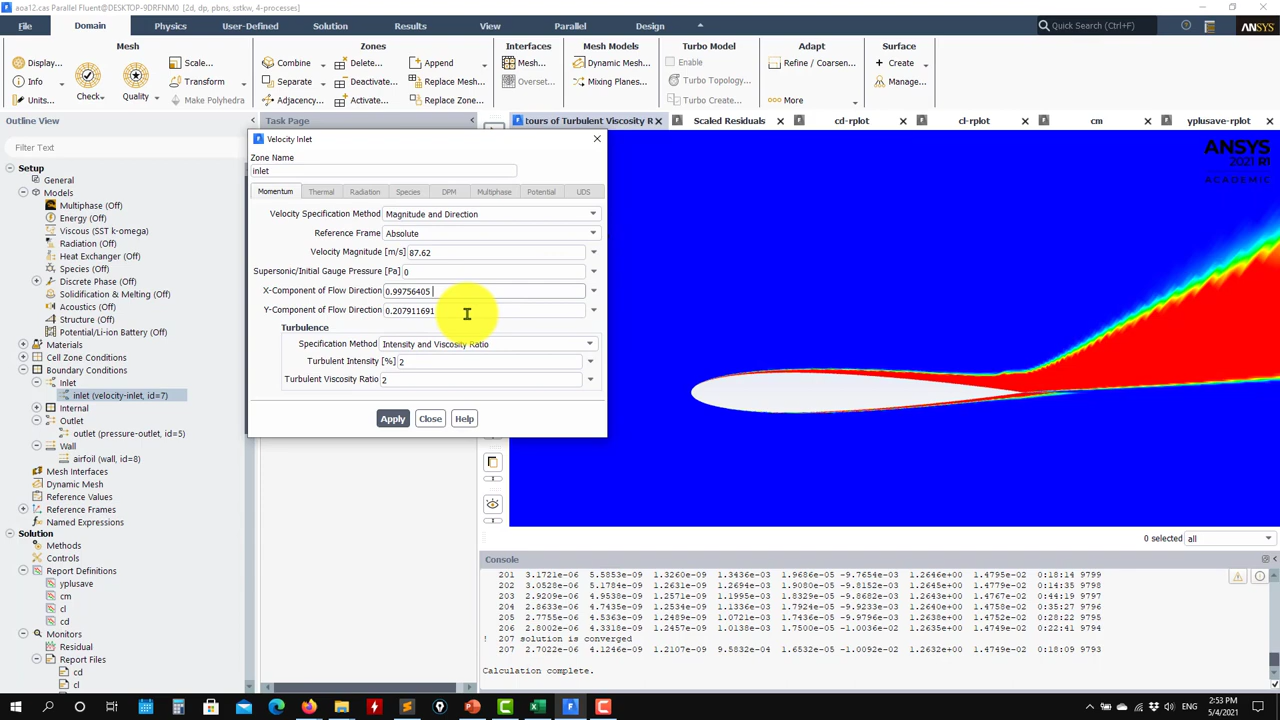 aoa12.cas Parallel Fluent@DESKTOP-9DRFNM0 [2d, dp, pbns, sstkw, 4-processes]
File Domain Physics User-Defined Solution Results View Parallel Design Quick Search (Ctrl+F) ANSYS
Mesh Zones Interfaces Mesh Models Turbo Model Adapt Surface
Display... Scale... Combine Delete... Append Mesh... Dynamic Mesh... Enable Refine / Coarsen... Create
Info Transform Separate Deactivate... Replace Mesh... Overset... Mixing Planes... Turbo Topology... Manage...
Units... Check Quality Make Polyhedra Adjacency... Activate... Replace Zone... Turbo Create... More
Outline View Task Page tours of Turbulent Viscosity R Scaled Residuals cd-rplot cl-rplot cm yplusave-rplot
Filter Text
Setup
General
Models
Multiphase (Off)
Energy (Off)
Viscous (SST k-omega)
Radiation (Off)
Heat Exchanger (Off)
Species (Off)
Discrete Phase (Off)
Solidification & Melting (Off)
Acoustics (Off)
Structure (Off)
Potential/Li-ion Battery (Off)
Materials
Cell Zone Conditions
Boundary Conditions
Inlet
inlet (velocity-inlet, id=7)
Internal
Outlet
outlet (pressure-outlet, id=5)
Wall
airfoil (wall, id=8)
Mesh Interfaces
Dynamic Mesh
Reference Values
Reference Frames
Named Expressions
Solution
Methods
Controls
Report Definitions
yplusave
cm
cl
cd
Monitors
Residual
Report Files
cd
cl
Velocity Inlet
Zone Name
inlet
Momentum Thermal Radiation Species DPM Multiphase Potential UDS
Velocity Specification Method Magnitude and Direction
Reference Frame Absolute
Velocity Magnitude [m/s] 87.62
Supersonic/Initial Gauge Pressure [Pa] 0
X-Component of Flow Direction 0.99756405
Y-Component of Flow Direction 0.207911691
Turbulence
Specification Method Intensity and Viscosity Ratio
Turbulent Intensity [%] 2
Turbulent Viscosity Ratio 2
Apply Close Help
ANSYS
2021 R1
ACADEMIC
0 selected all
Console
201 3.1721e-06 5.5853e-09 1.3260e-09 1.3436e-03 1.9686e-05 -9.7654e-03 1.2646e+00 1.4795e-02 0:18:14 9799
202 3.0528e-06 5.1784e-09 1.2631e-09 1.2694e-03 1.9080e-05 -9.8158e-03 1.2644e+00 1.4779e-02 0:14:35 9798
203 2.9209e-06 4.9538e-09 1.2571e-09 1.1995e-03 1.8329e-05 -9.8682e-03 1.2642e+00 1.4767e-02 0:44:19 9797
204 2.8633e-06 4.7435e-09 1.2534e-09 1.1336e-03 1.7924e-05 -9.9233e-03 1.2640e+00 1.4758e-02 0:35:27 9796
205 2.7755e-06 4.5363e-09 1.2489e-09 1.0721e-03 1.7460e-05 -9.9790e-03 1.2637e+00 1.4752e-02 0:28:22 9795
206 2.8002e-06 4.3318e-09 1.2457e-09 1.0138e-03 1.7500e-05 -1.0036e-02 1.2635e+00 1.4749e-02 0:22:41 9794
! 207 solution is converged
207 2.7022e-06 4.1246e-09 1.2107e-09 9.5832e-04 1.6532e-05 -1.0092e-02 1.2632e+00 1.4749e-02 0:18:09 9793
Calculation complete.
ENG 2:53 PM
5/4/2021